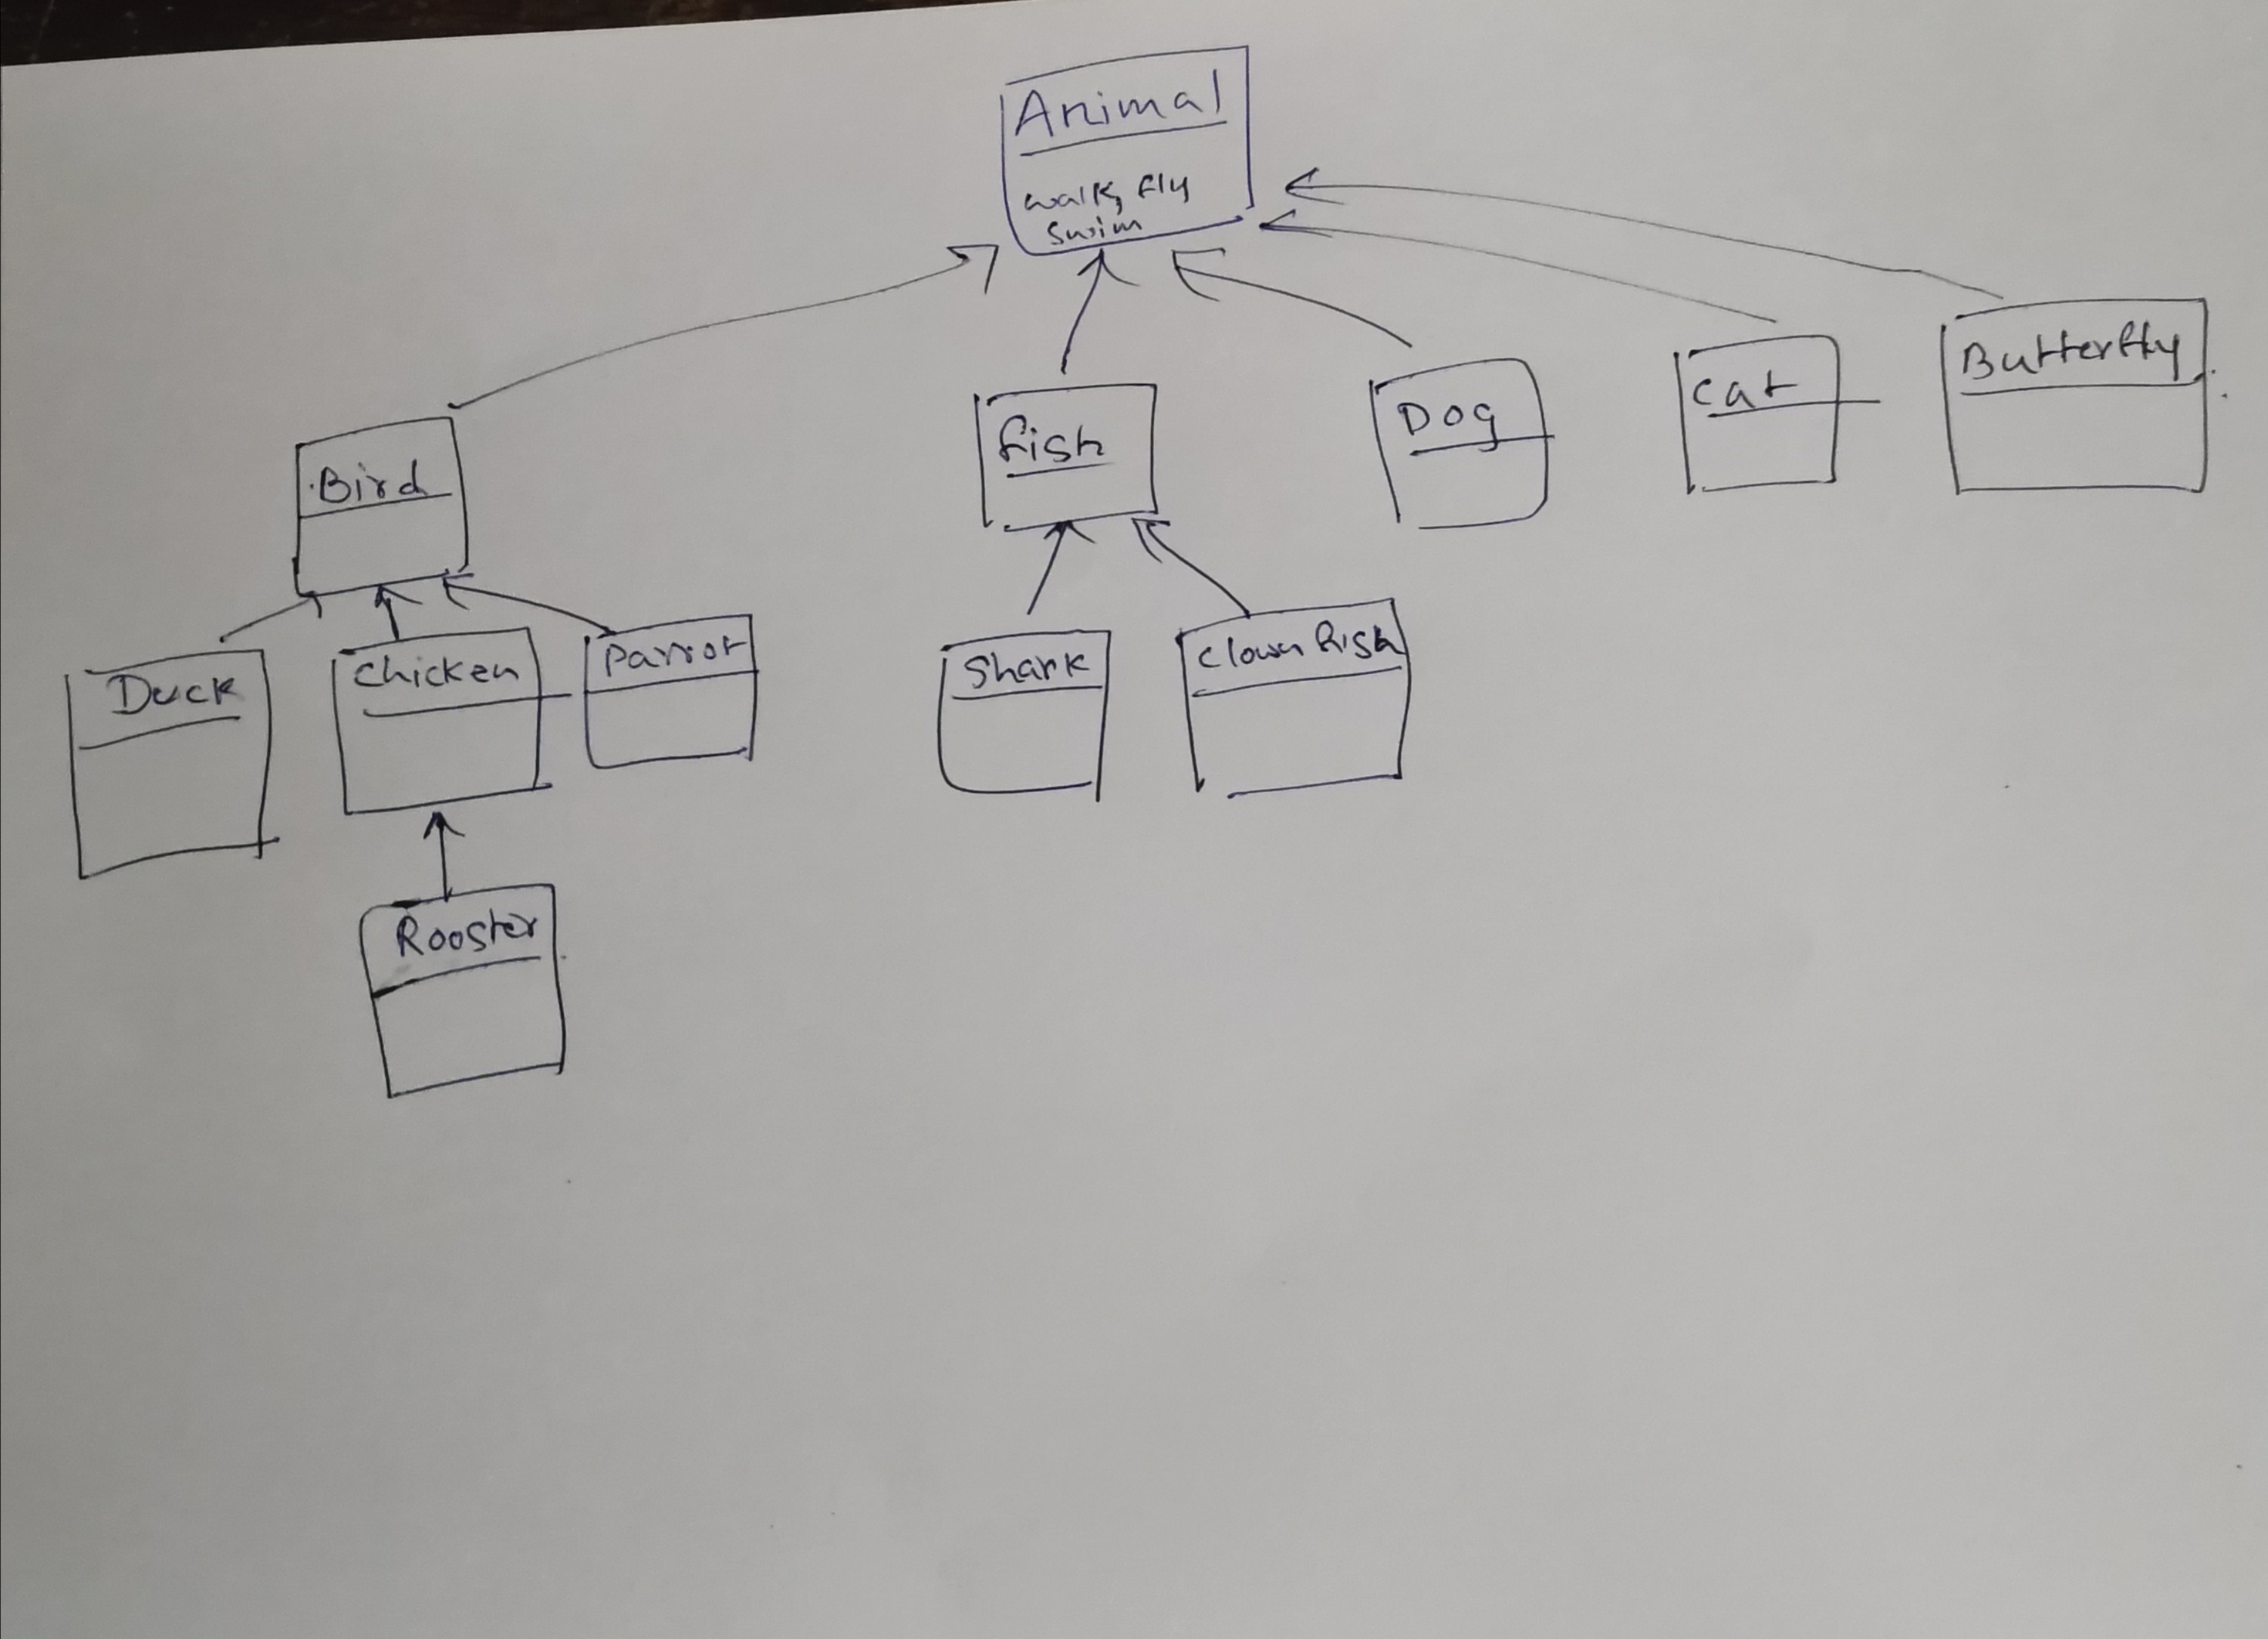 Animal
walk, fly
swim
Bird
fish
Dog
cat
Butterfly
Duck
chicken
parrot
Shark
clown fish
Rooster